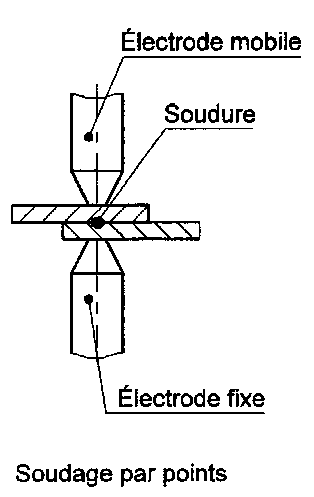 Électrode mobile
Soudure
Électrode fixe
Soudage par points